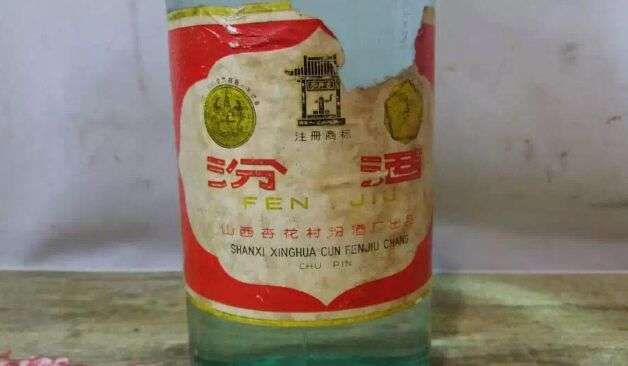 注册商标
汾酒
FEN JIU
山西杏花村汾酒厂出品
SHANXI XINGHUA CUN FENJIU CHANG
CHU PIN